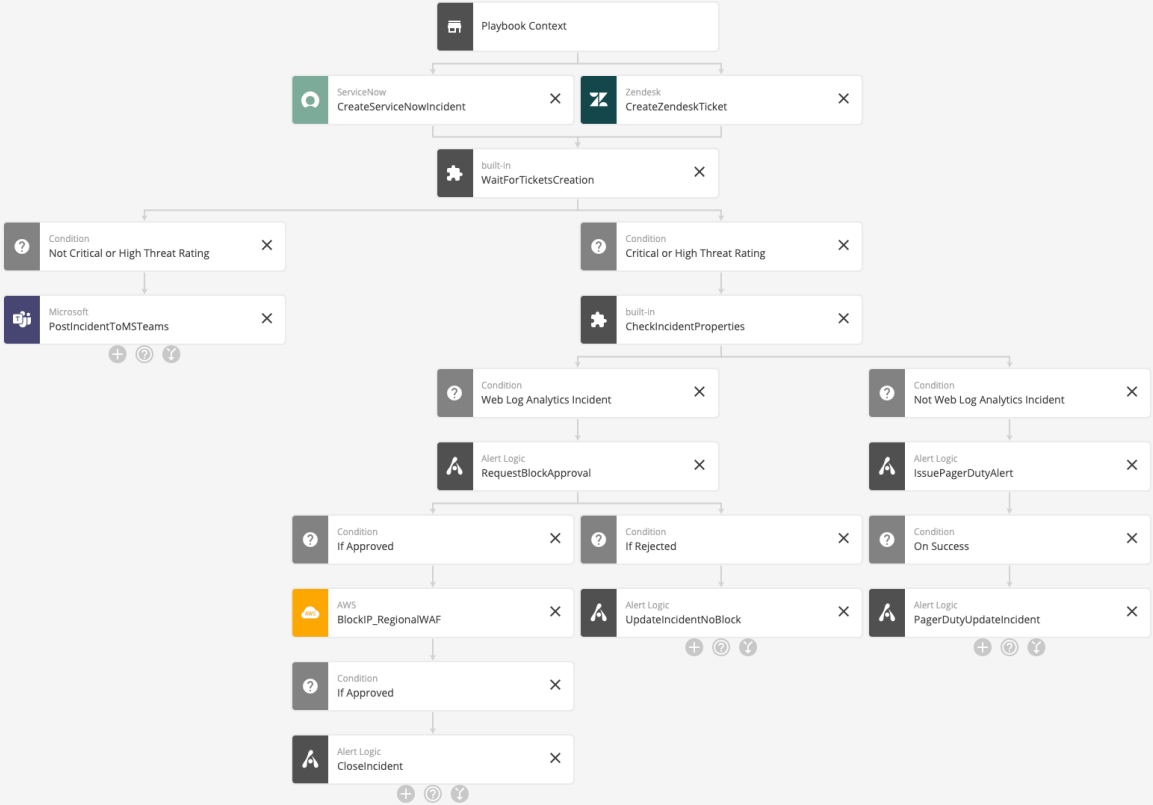 Playbook Context
ServiceNow
CreateServiceNowIncident
Zendesk
CreateZendeskTicket
built-in
WaitForTicketsCreation
Condition
Not Critical or High Threat Rating
Condition
Critical or High Threat Rating
Microsoft
PostIncidentToMSTeams
built-in
CheckIncidentProperties
Condition
Web Log Analytics Incident
Condition
Not Web Log Analytics Incident
Alert Logic
RequestBlockApproval
Alert Logic
IssuePagerDutyAlert
Condition
If Approved
Condition
If Rejected
Condition
On Success
AWS
AWS
BlockIP_RegionalWAF
Alert Logic
UpdateIncidentNoBlock
Alert Logic
PagerDutyUpdateIncident
Condition
If Approved
Alert Logic
CloseIncident